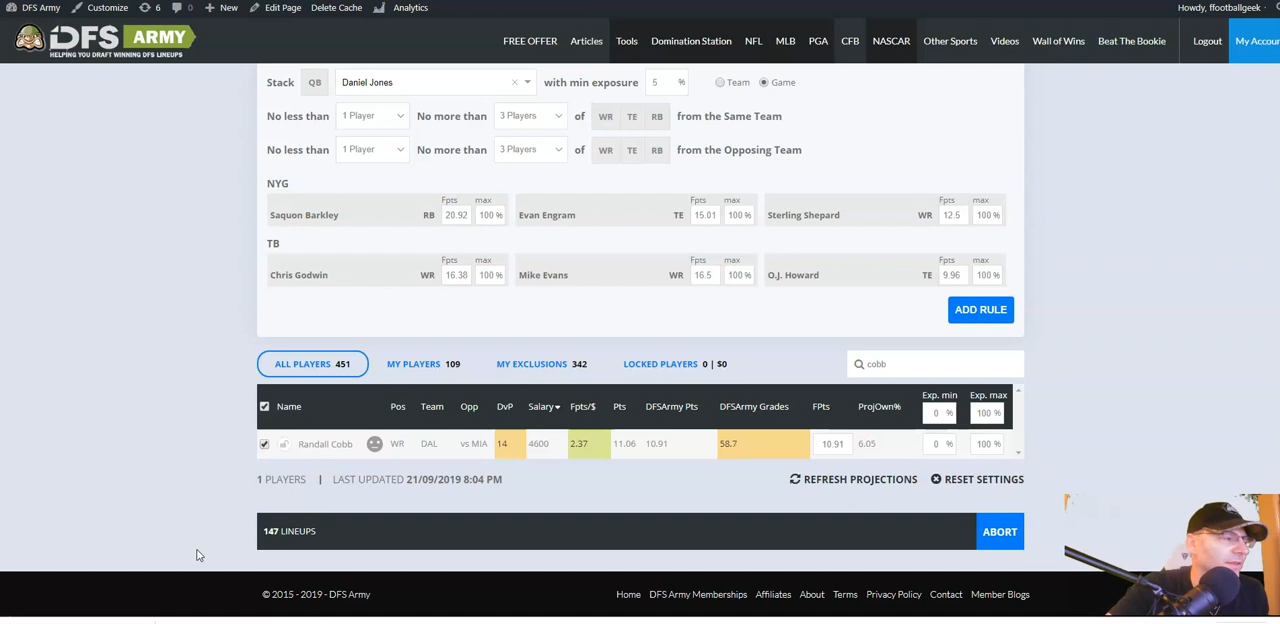 DFS Army Customize 6 0 New Edit Page Delete Cache Analytics Howdy, ffootballgeek
DFS ARMY
HELPING YOU DRAFT WINNING DFS LINEUPS
FREE OFFER Articles Tools Domination Station NFL MLB PGA CFB NASCAR Other Sports Videos Wall of Wins Beat The Bookie Logout My Accoun
Stack QB Daniel Jones × with min exposure 5 % Team Game
No less than 1 Player No more than 3 Players of WR TE RB from the Same Team
No less than 1 Player No more than 3 Players of WR TE RB from the Opposing Team
NYG
Fpts max Fpts max Fpts max
Saquon Barkley RB 20.92 100 % Evan Engram TE 15.01 100 % Sterling Shepard WR 12.5 100 %
TB
Fpts max Fpts max Fpts max
Chris Godwin WR 16.38 100 % Mike Evans WR 16.5 100 % O.J. Howard TE 9.96 100 %
ADD RULE
ALL PLAYERS 451 MY PLAYERS 109 MY EXCLUSIONS 342 LOCKED PLAYERS 0 | $0 cobb
Exp. min Exp. max
Name Pos Team Opp DvP Salary Fpts/$ Pts DFSArmy Pts DFSArmy Grades FPts ProjOwn%
0 % 100 %
Randall Cobb WR DAL vs MIA 14 4600 2.37 11.06 10.91 58.7 10.91 6.05 0 % 100 %
1 PLAYERS | LAST UPDATED 21/09/2019 8:04 PM REFRESH PROJECTIONS RESET SETTINGS
147 LINEUPS ABORT
© 2015 - 2019 - DFS Army Home DFS Army Memberships Affiliates About Terms Privacy Policy Contact Member Blogs